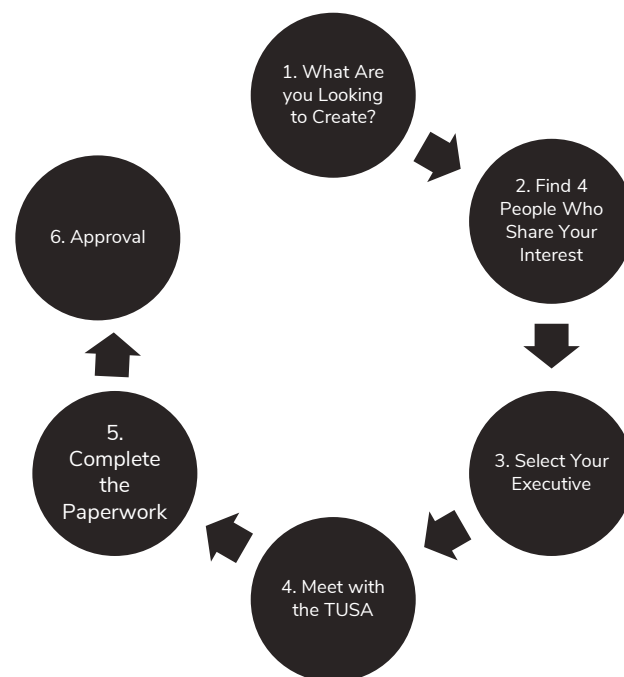 1. What Are
you Looking
to Create?
2. Find 4
People Who
Share Your
Interest
3. Select Your
Executive
4. Meet with
the TUSA
5.
Complete
the
Paperwork
6. Approval